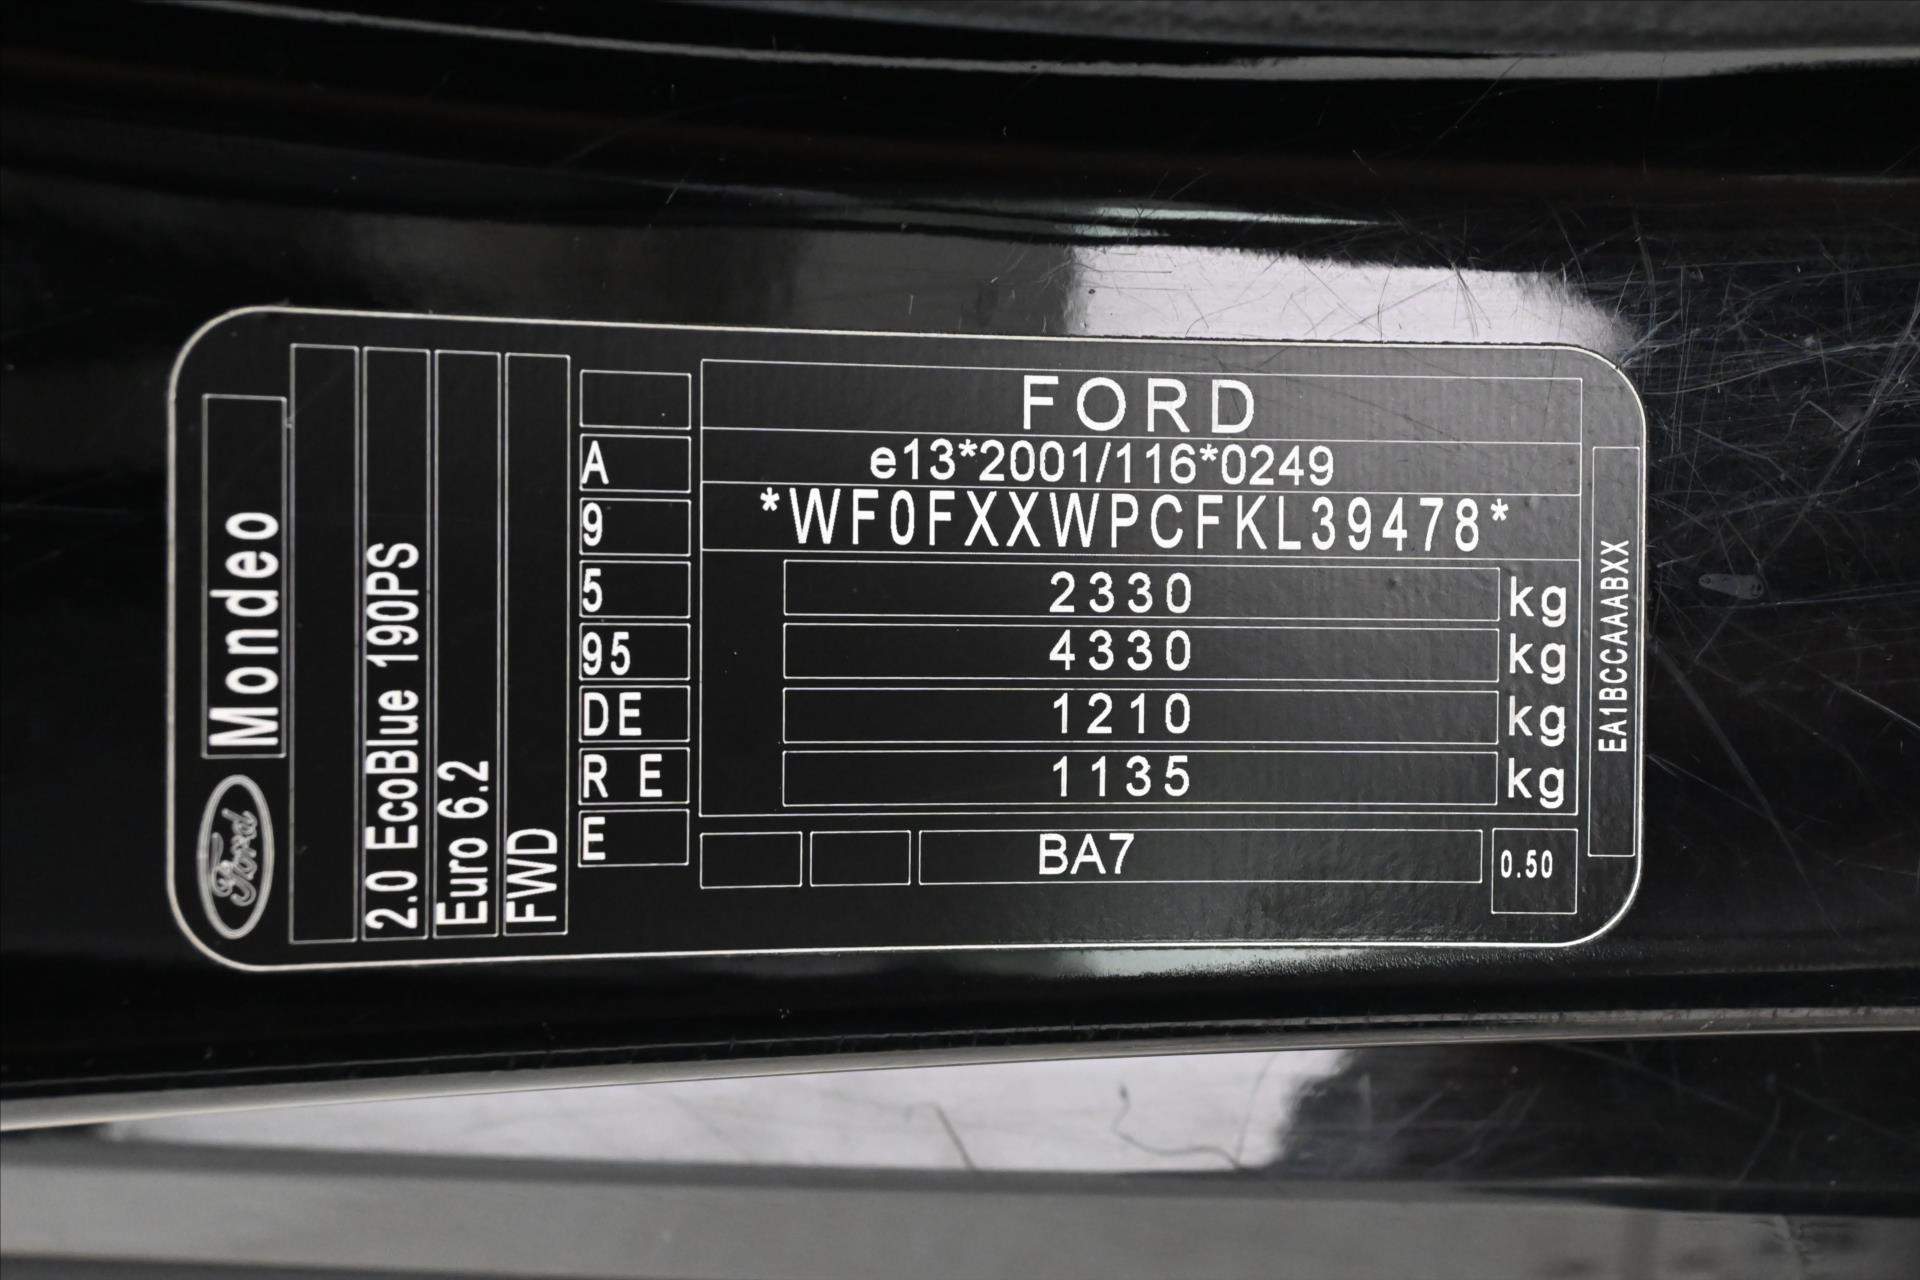 Ford
Mondeo
2.0 EcoBlue 190PS
Euro 6.2
FWD
A
9
5
95
DE
R E
E
FORD
e13*2001/116*0249
*WF0FXXWPCFKL39478*
2330 kg
4330 kg
1210 kg
1135 kg
BA7
0.50
EA1BCCAAABXX